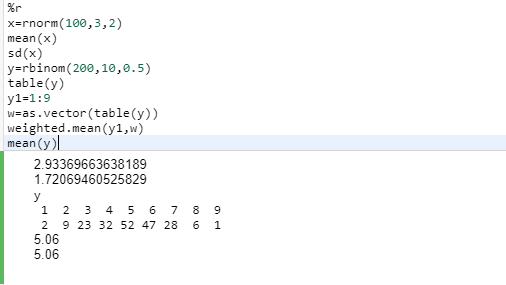 %r
x=rnorm(100,3,2)
mean(x)
sd(x)
y=rbinom(200,10,0.5)
table(y)
y1=1:9
w=as.vector(table(y))
weighted.mean(y1,w)
mean(y)
2.93369663638189
1.72069460525829
y
1 2 3 4 5 6 7 8 9
2 9 23 32 52 47 28 6 1
5.06
5.06